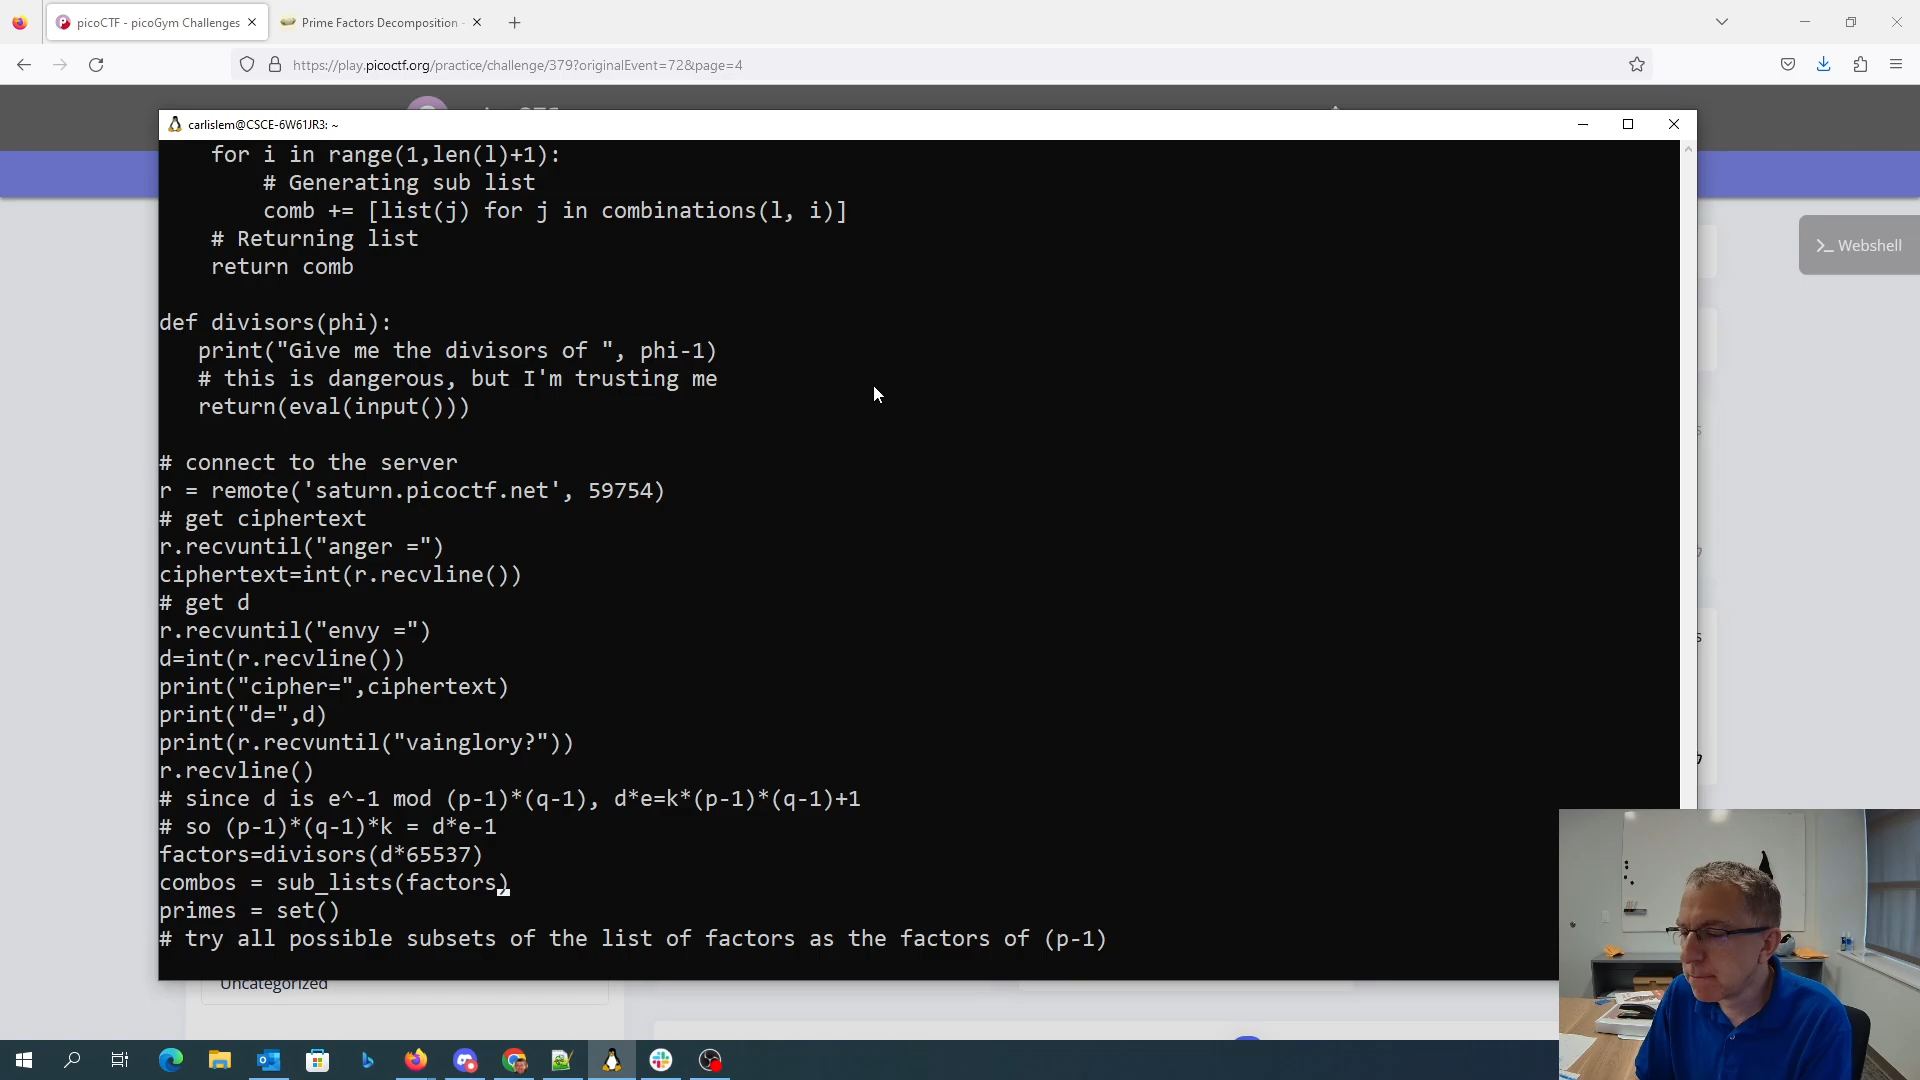 picoCTF - picoGym Challenges
Prime Factors Decomposition -
https://play.picoctf.org/practice/challenge/379?originalEvent=72&page=4
carlislem@CSCE-6W61JR3: ~
for i in range(1,len(l)+1):
# Generating sub list
comb += [list(j) for j in combinations(l, i)]
# Returning list
return comb
def divisors(phi):
print("Give me the divisors of ", phi-1)
# this is dangerous, but I'm trusting me
return(eval(input()))
# connect to the server
r = remote('saturn.picoctf.net', 59754)
# get ciphertext
r.recvuntil("anger =")
ciphertext=int(r.recvline())
# get d
r.recvuntil("envy =")
d=int(r.recvline())
print("cipher=",ciphertext)
print("d=",d)
print(r.recvuntil("vainglory?"))
r.recvline()
# since d is e^-1 mod (p-1)*(q-1), d*e=k*(p-1)*(q-1)+1
# so (p-1)*(q-1)*k = d*e-1
factors=divisors(d*65537)
combos = sub_lists(factors)
primes = set()
# try all possible subsets of the list of factors as the factors of (p-1)
>_ Webshell
Uncategorized